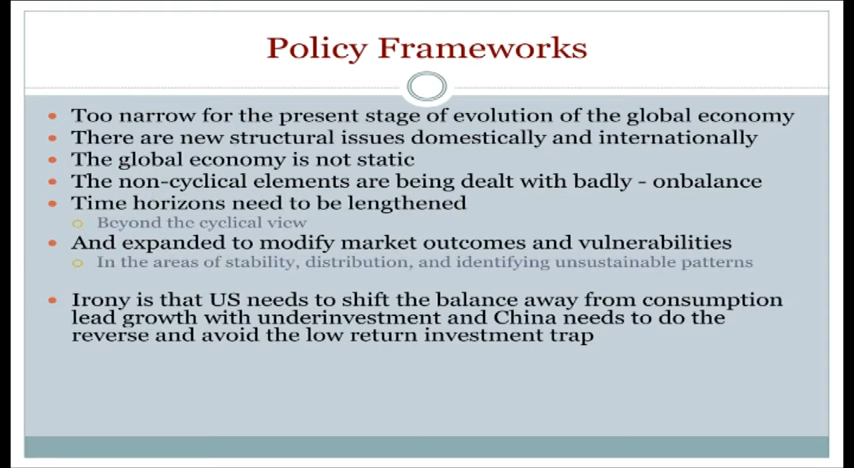 Policy Frameworks
Too narrow for the present stage of evolution of the global economy
There are new structural issues domestically and internationally
The global economy is not static
The non-cyclical elements are being dealt with badly - onbalance
Time horizons need to be lengthened
Beyond the cyclical view
And expanded to modify market outcomes and vulnerabilities
In the areas of stability, distribution, and identifying unsustainable patterns
Irony is that US needs to shift the balance away from consumption
lead growth with underinvestment and China needs to do the
reverse and avoid the low return investment trap